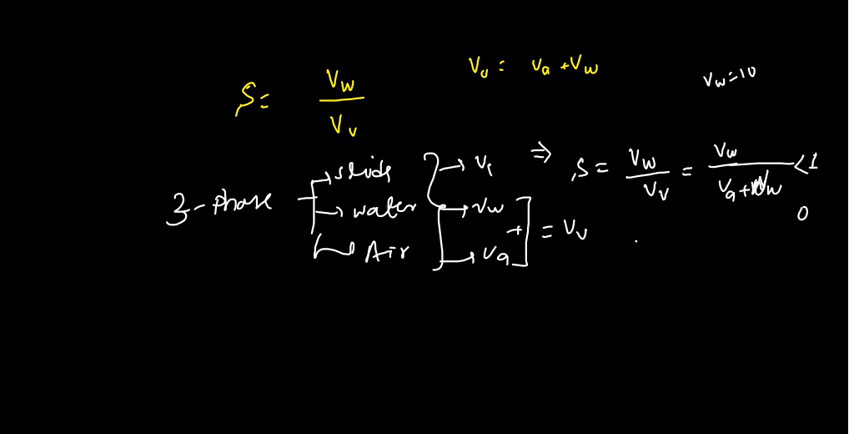 S = Vw / Vv
Vv = Va + Vw
Vw = 10
3-Phase
→ solids → Vs
→ water → Vw
→ Air → Va
+ ] = Vv
⇒ S = Vw / Vv = Vw / Va + Vw < 1
0